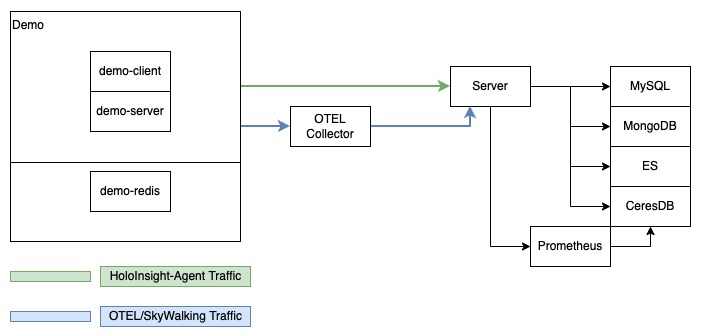 Demo
demo-client
demo-server
demo-redis
OTEL
Collector
Server
MySQL
MongoDB
ES
CeresDB
Prometheus
HoloInsight-Agent Traffic
OTEL/SkyWalking Traffic